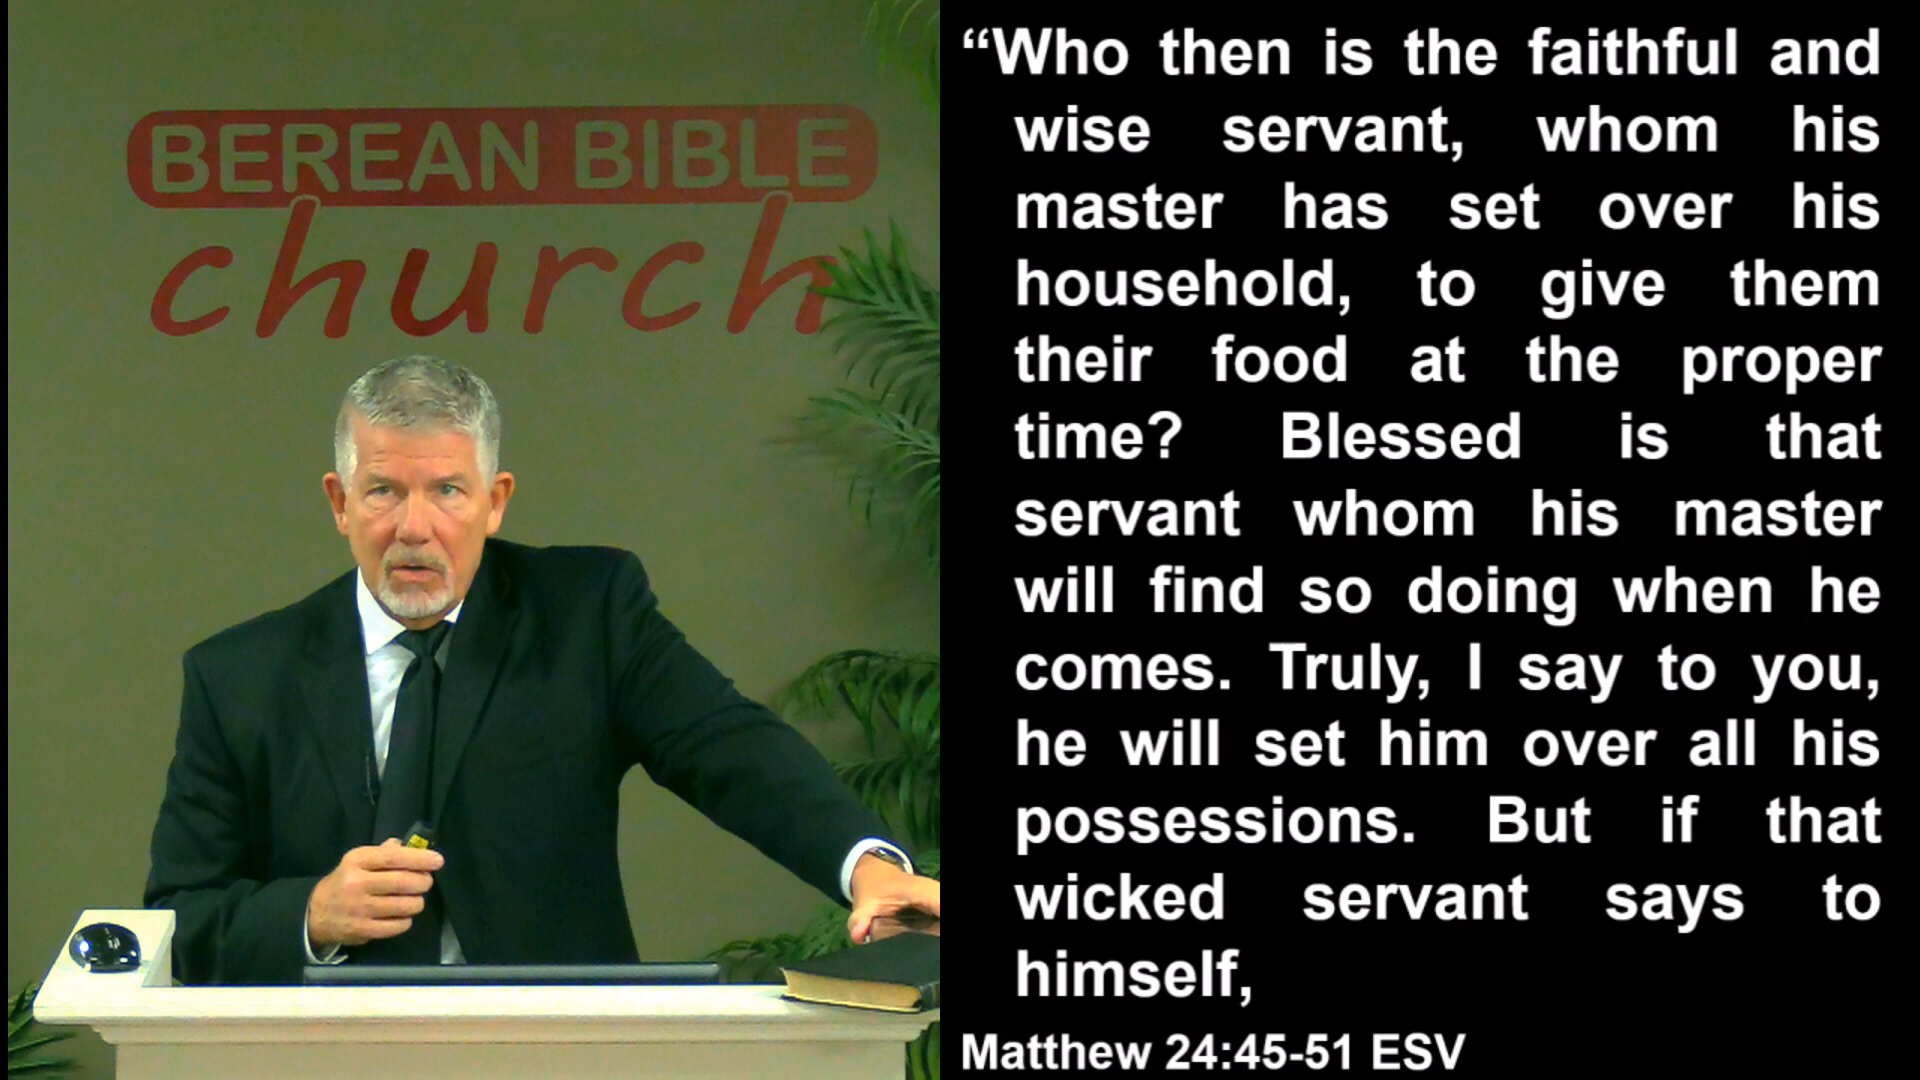 BEREAN BIBLE
church
“Who then is the faithful and
wise servant, whom his
master has set over his
household, to give them
their food at the proper
time? Blessed is that
servant whom his master
will find so doing when he
comes. Truly, I say to you,
he will set him over all his
possessions. But if that
wicked servant says to
himself,
Matthew 24:45-51 ESV